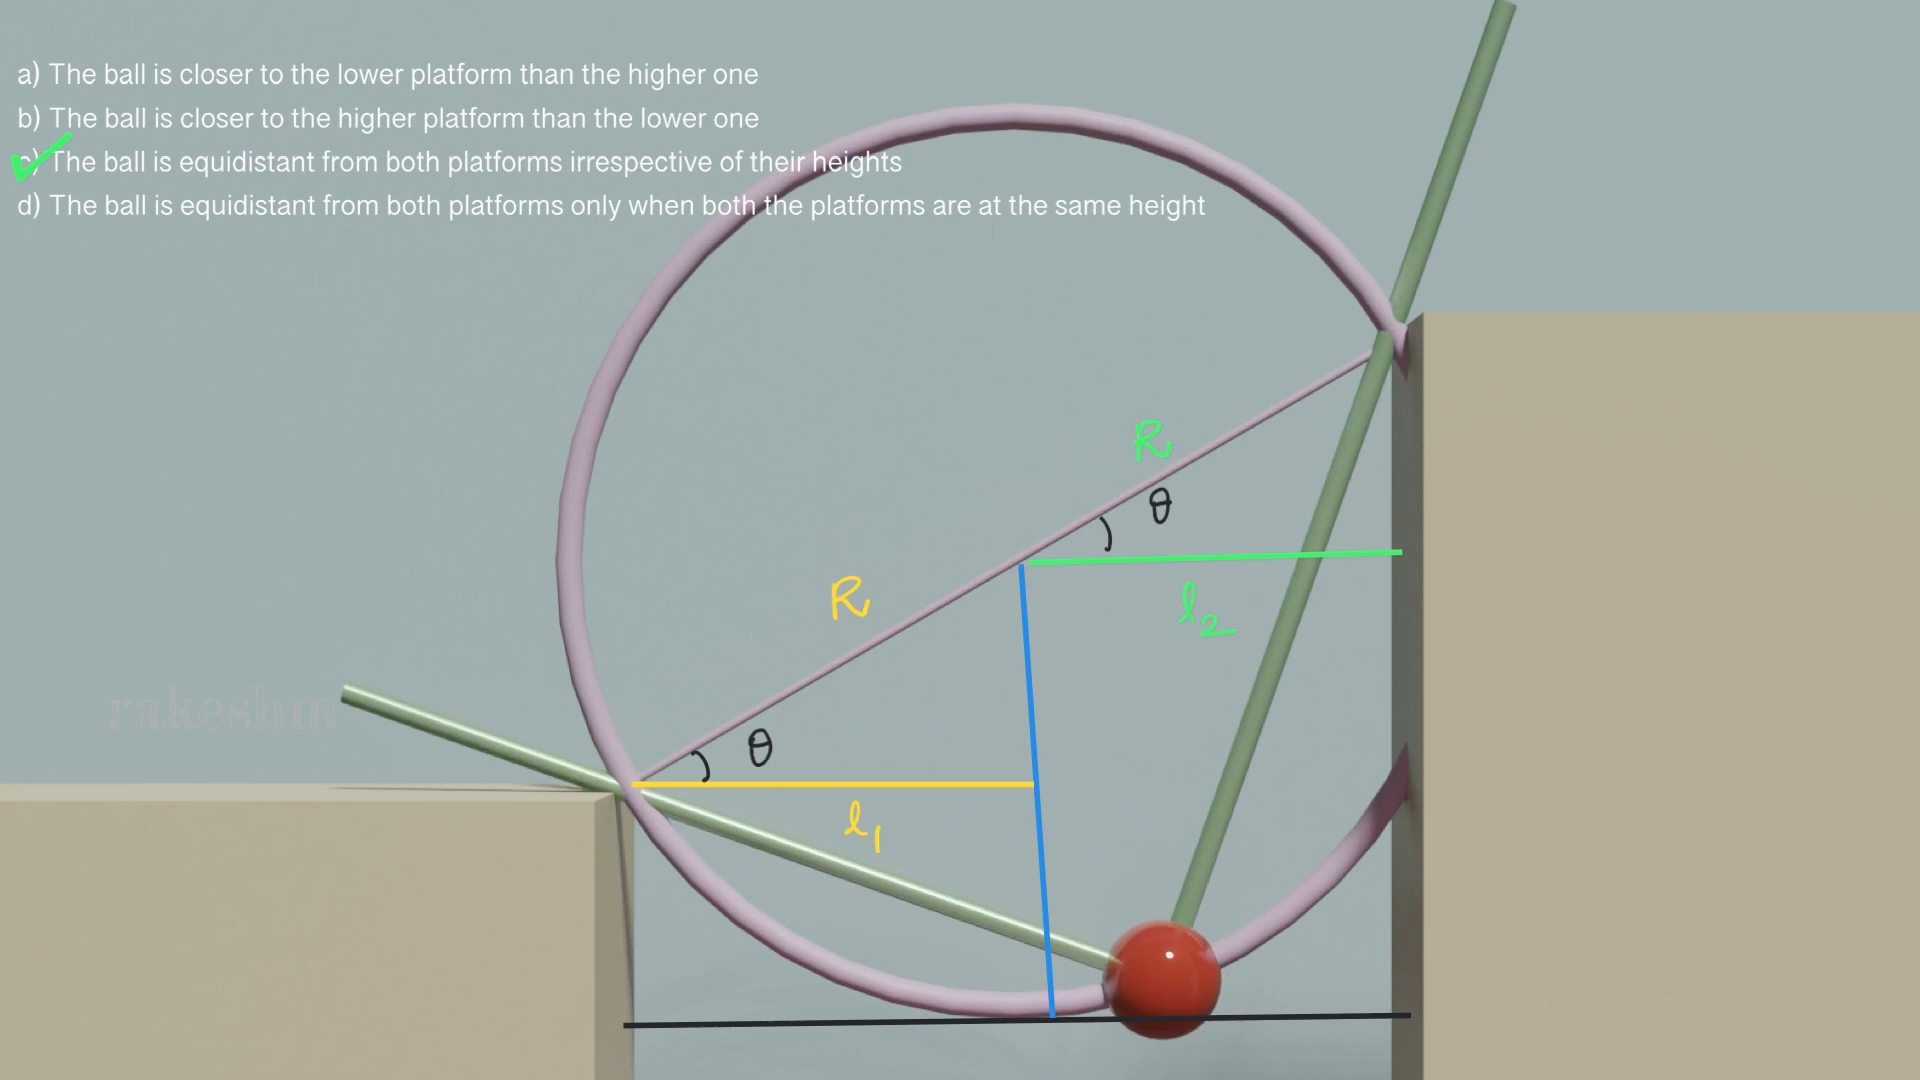 a) The ball is closer to the lower platform than the higher one
b) The ball is closer to the higher platform than the lower one
c) The ball is equidistant from both platforms irrespective of their heights
d) The ball is equidistant from both platforms only when both the platforms are at the same height
R
θ
R
l₂
rakeshm
θ
l₁